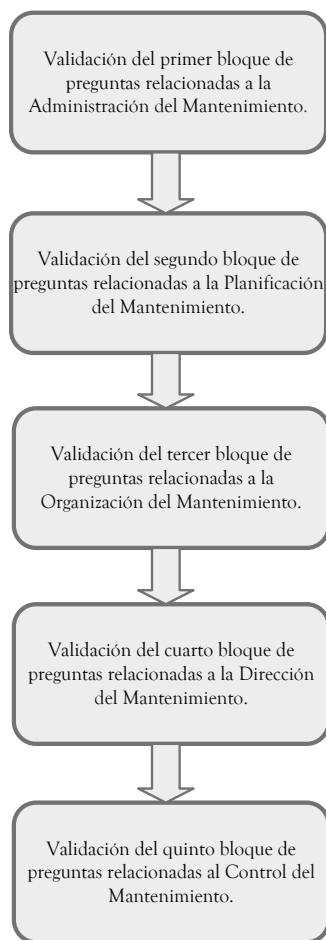 Validación del primer bloque de
preguntas relacionadas a la
Administración del Mantenimiento.
Validación del segundo bloque de
preguntas relacionadas a la Planificación
del Mantenimiento.
Validación del tercer bloque de
preguntas relacionadas a la
Organización del Mantenimiento.
Validación del cuarto bloque de
preguntas relacionadas a la Dirección
del Mantenimiento.
Validación del quinto bloque de
preguntas relacionadas al Control del
Mantenimiento.